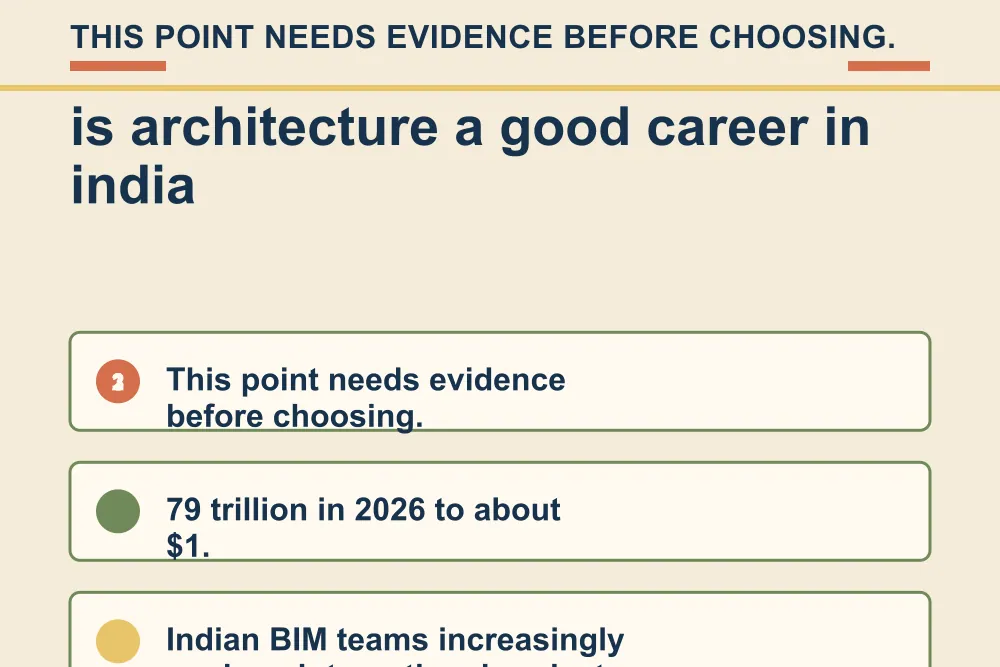 THIS POINT NEEDS EVIDENCE BEFORE CHOOSING.
is architecture a good career in
india
This point needs evidence
before choosing.
79 trillion in 2026 to about
$1.
Indian BIM teams increasingly